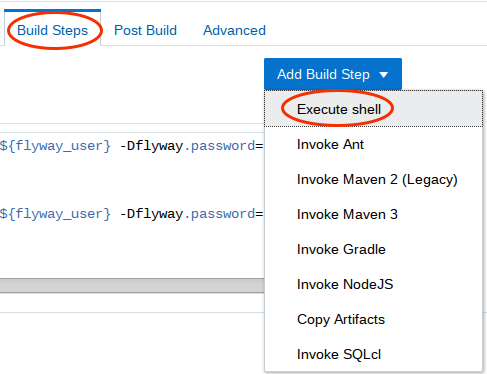 Build Steps Post Build Advanced
Add Build Step
Execute shell
${flyway_user} -Dflyway.password=
Invoke Ant
Invoke Maven 2 (Legacy)
${flyway_user} -Dflyway.password=
Invoke Maven 3
Invoke Gradle
Invoke NodeJS
Copy Artifacts
Invoke SQLcl